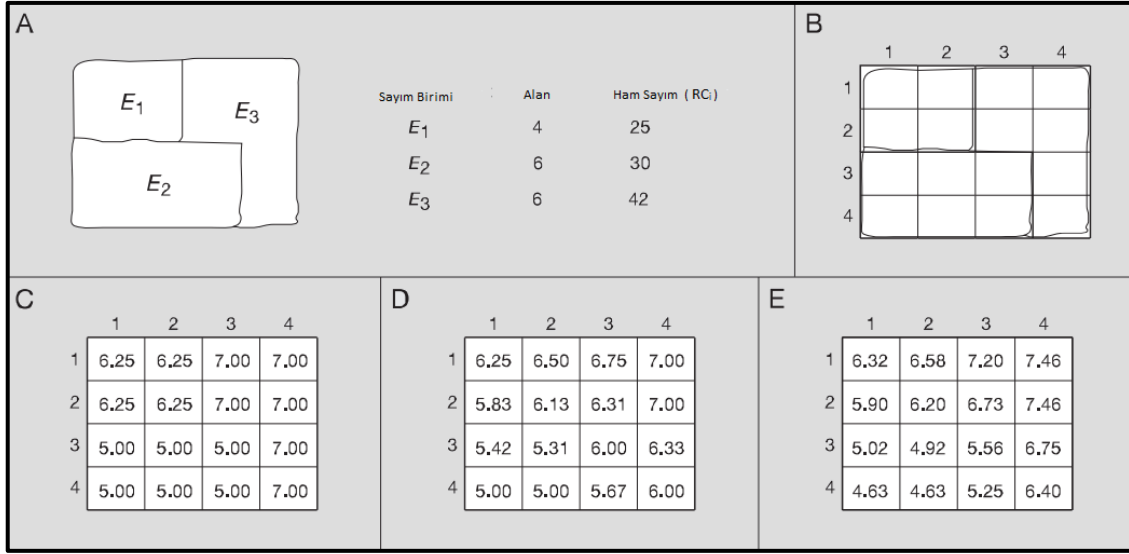 A
E1
E2
E3
Sayım Birimi : Alan Ham Sayım ( RCi)
E1 4 25
E2 6 30
E3 6 42
B
1 2 3 4
1
2
3
4
C
1 2 3 4
1 6.25 6.25 7.00 7.00
2 6.25 6.25 7.00 7.00
3 5.00 5.00 5.00 7.00
4 5.00 5.00 5.00 7.00
D
1 2 3 4
1 6.25 6.50 6.75 7.00
2 5.83 6.13 6.31 7.00
3 5.42 5.31 6.00 6.33
4 5.00 5.00 5.67 6.00
E
1 2 3 4
1 6.32 6.58 7.20 7.46
2 5.90 6.20 6.73 7.46
3 5.02 4.92 5.56 6.75
4 4.63 4.63 5.25 6.40